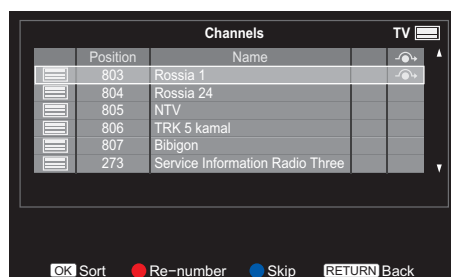 Channels TV
Position Name
803 Rossia 1
804 Rossia 24
805 NTV
806 TRK 5 kamal
807 Bibigon
273 Service Information Radio Three
OK Sort Re-number Skip RETURN Back